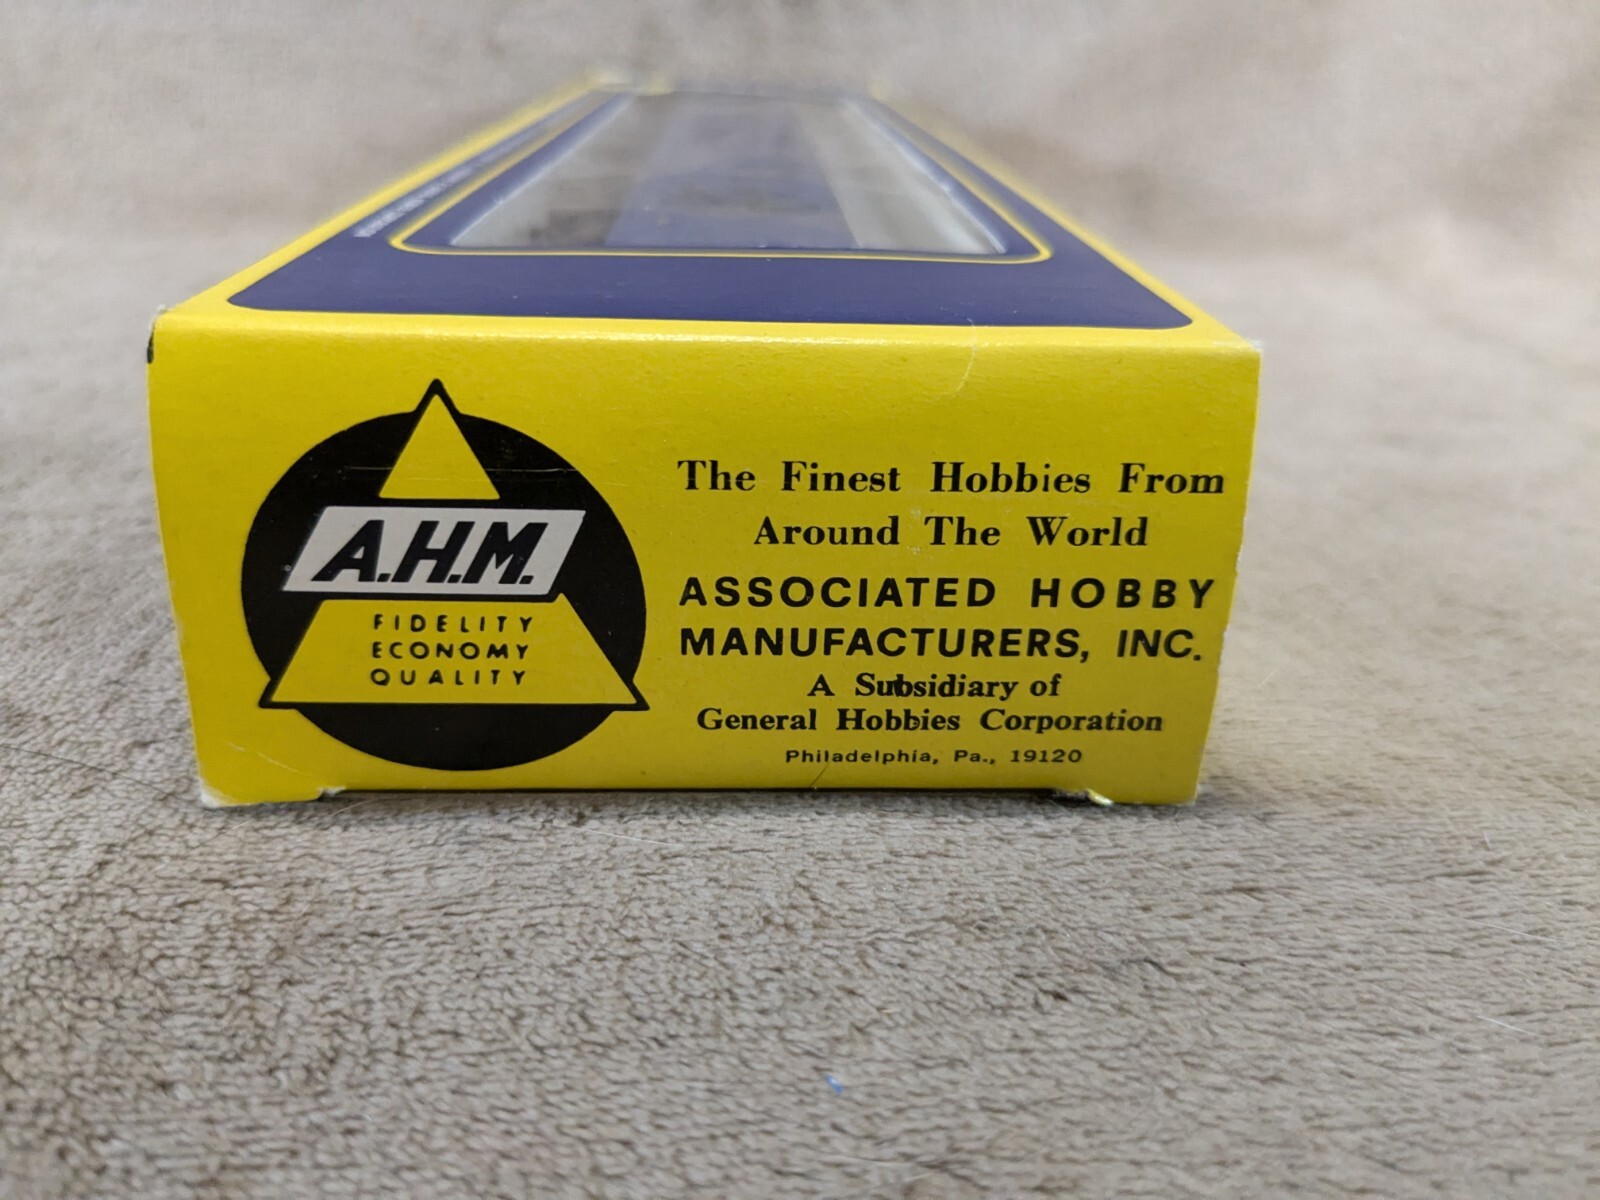 A.H.M.
FIDELITY
ECONOMY
QUALITY
The Finest Hobbies From
Around The World
ASSOCIATED HOBBY
MANUFACTURERS, INC.
A Subsidiary of
General Hobbies Corporation
Philadelphia, Pa., 19120